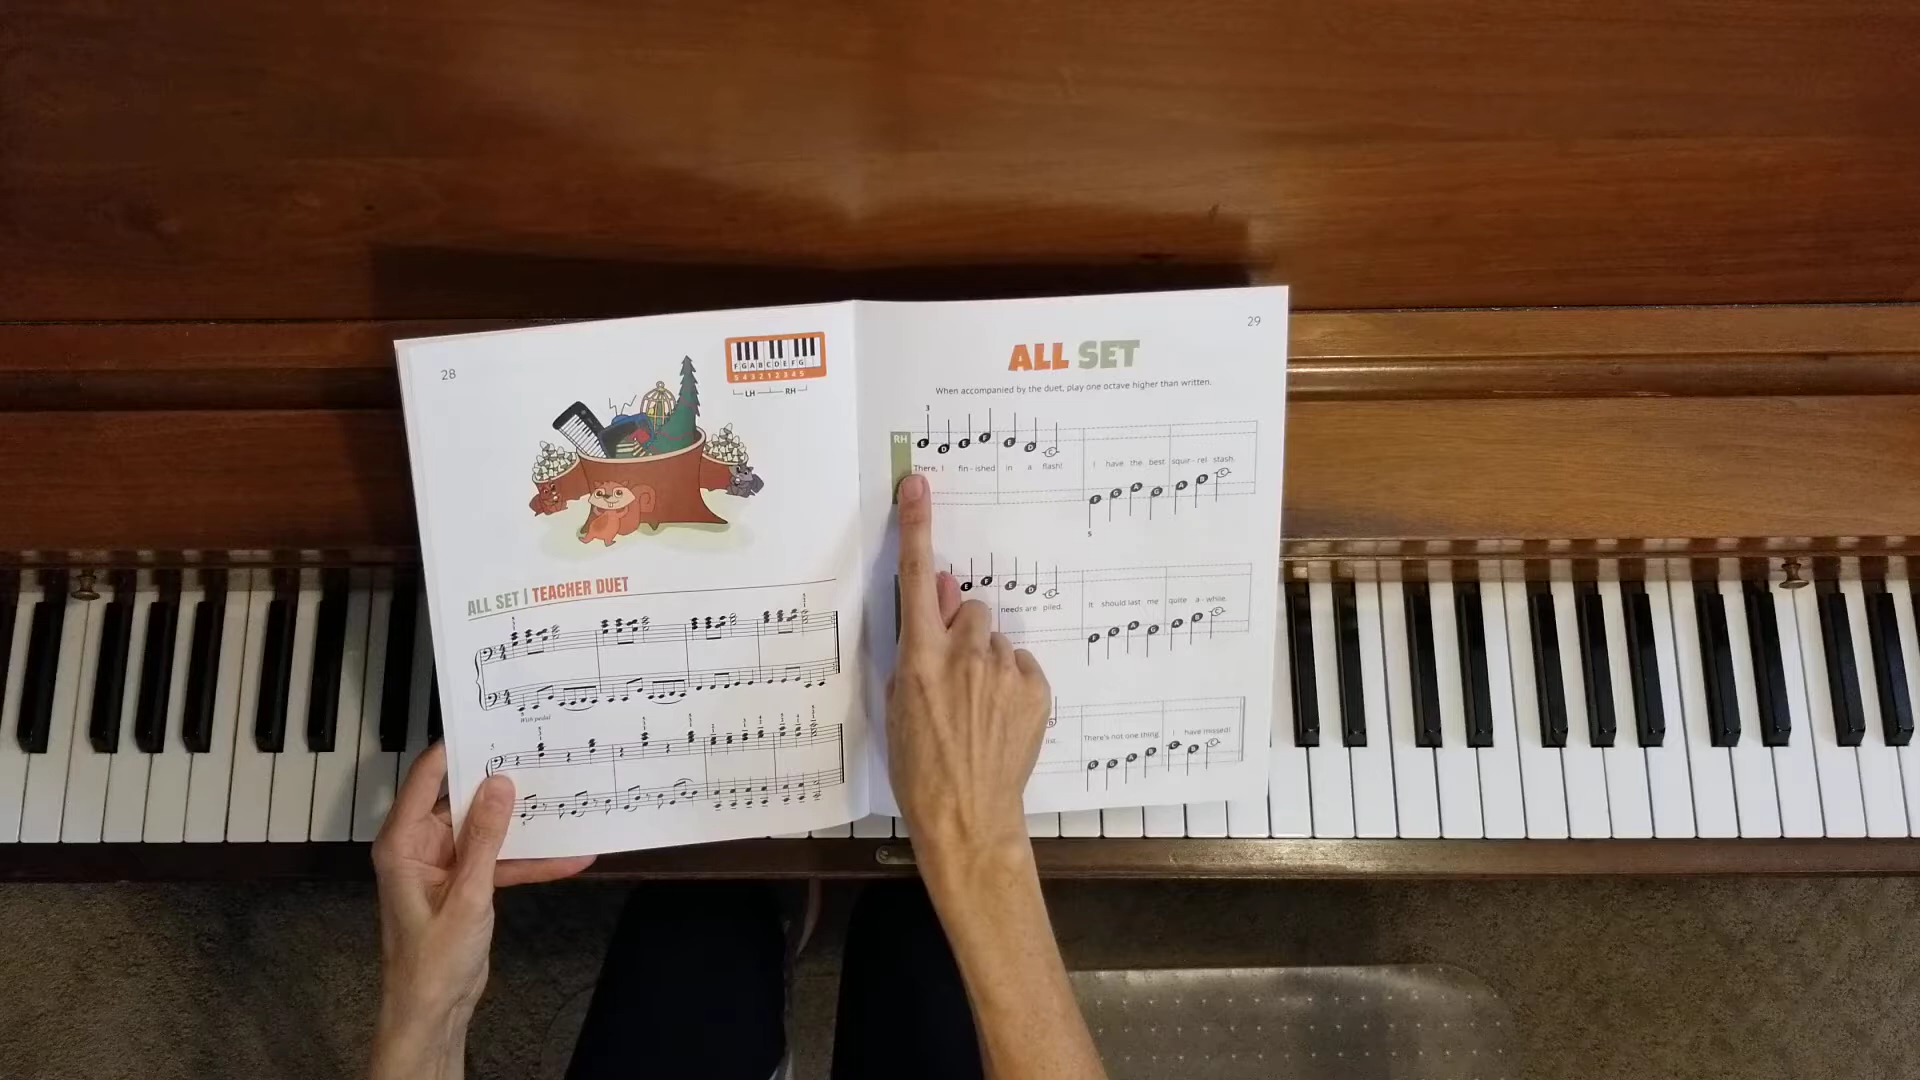 28
F G A B C D E F G
5 4 3 2 1 2 3 4 5
LH RH
ALL SET | TEACHER DUET
With pedal
5
29
ALL SET
When accompanied by the duet, play one octave higher than written.
3
RH
E D E F E D C
There, I fin-ished in a flash!
I have the best squir-rel stash.
F G A G A B C
5
E F E D C
needs are piled.
It should last me quite a-while.
F G A G A B C
D
There's not one thing I have missed!
G G A B C B C